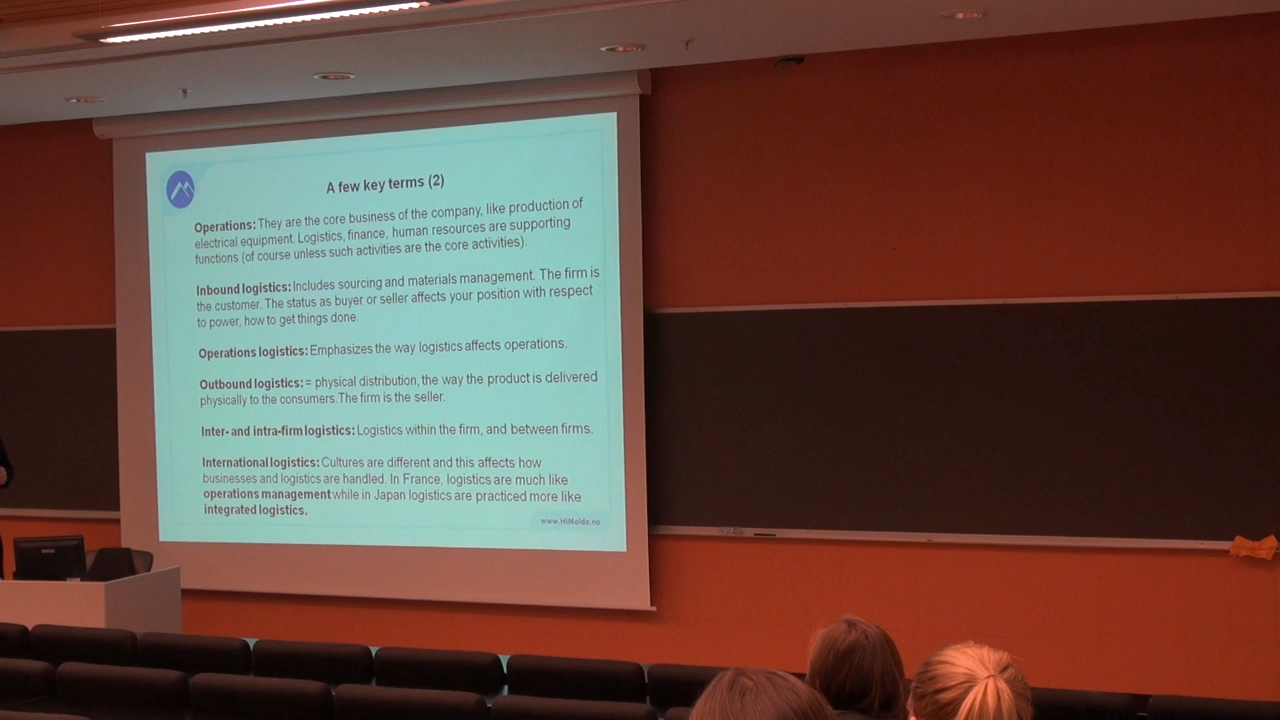 A few key terms (2)
Operations: They are the core business of the company, like production of
electrical equipment. Logistics, finance, human resources are supporting
functions (of course unless such activities are the core activities).
Inbound logistics: Includes sourcing and materials management. The firm is
the customer. The status as buyer or seller affects your position with respect
to power, how to get things done.
Operations logistics: Emphasizes the way logistics affects operations.
Outbound logistics: = physical distribution, the way the product is delivered
physically to the consumers. The firm is the seller.
Inter- and intra-firm logistics: Logistics within the firm, and between firms.
International logistics: Cultures are different and this affects how
businesses and logistics are handled. In France, logistics are much like
operations management while in Japan logistics are practiced more like
integrated logistics.
www.HiMolde.no